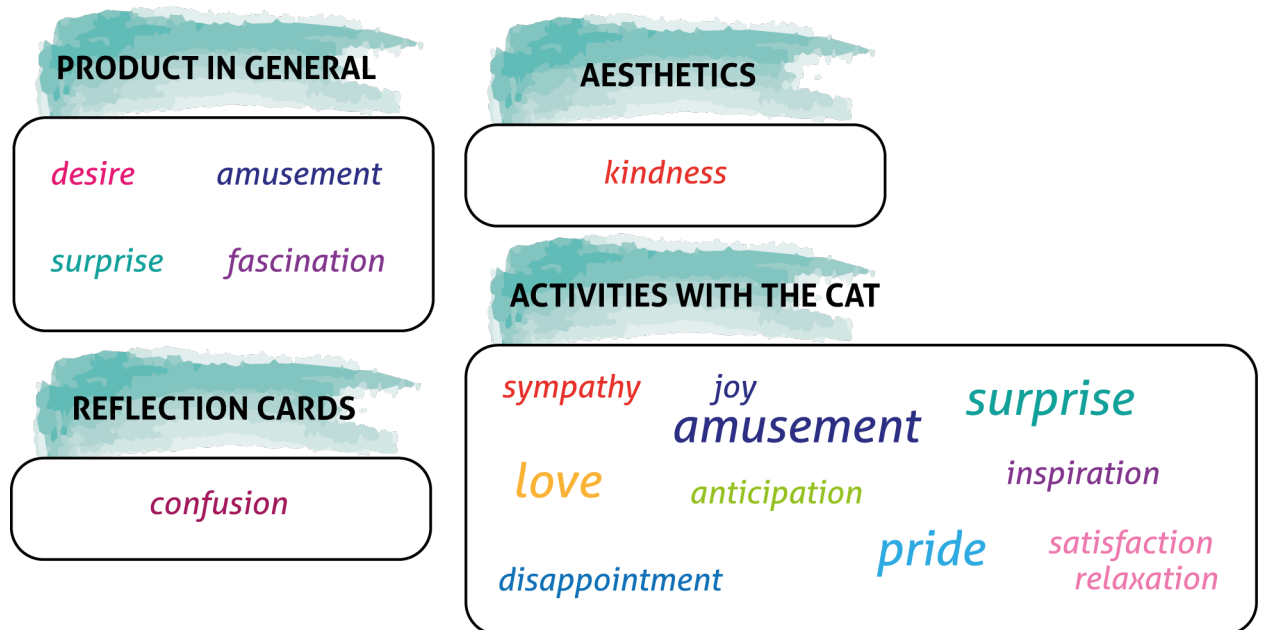 PRODUCT IN GENERAL
desire amusement
surprise fascination
REFLECTION CARDS
confusion
AESTHETICS
kindness
ACTIVITIES WITH THE CAT
sympathy joy surprise
amusement
love anticipation inspiration
pride satisfaction
disappointment relaxation